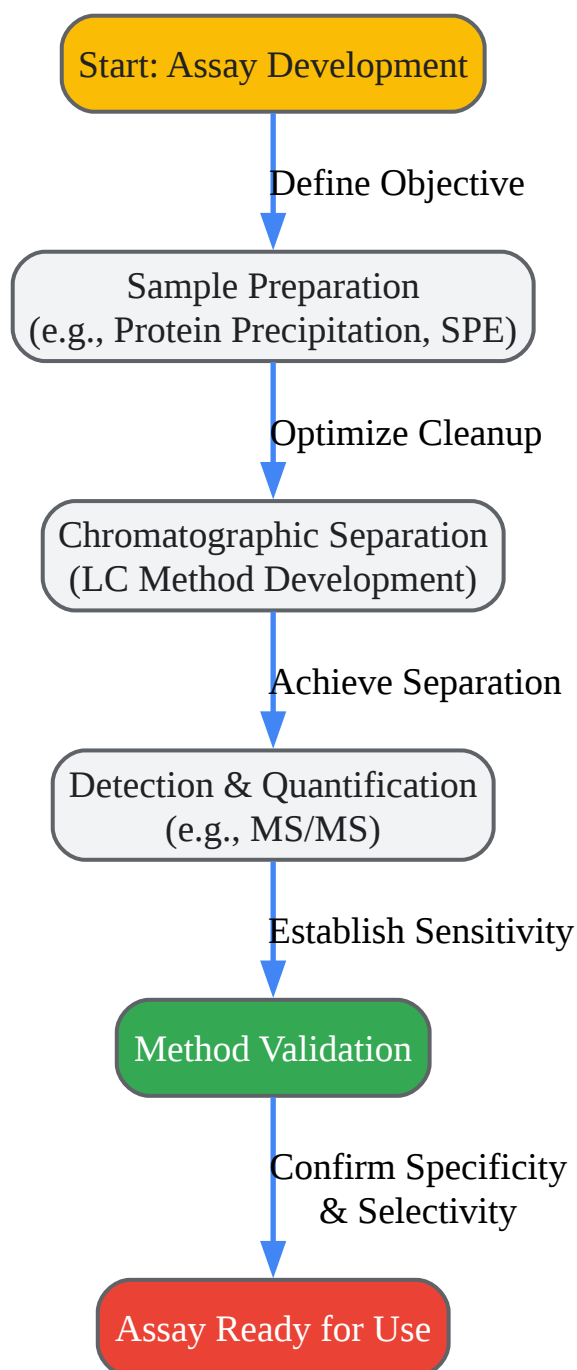 Start: Assay Development
Define Objective
Sample Preparation
(e.g., Protein Precipitation, SPE)
Optimize Cleanup
Chromatographic Separation
(LC Method Development)
Achieve Separation
Detection & Quantification
(e.g., MS/MS)
Establish Sensitivity
Method Validation
Confirm Specificity
& Selectivity
Assay Ready for Use